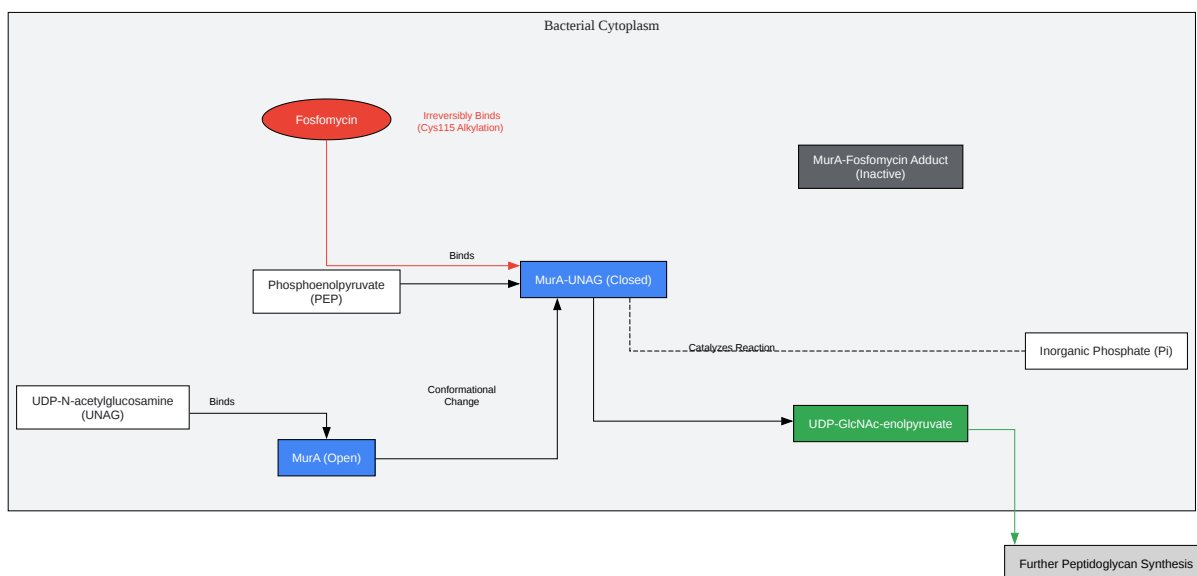 Bacterial Cytoplasm
Fosfomycin
Irreversibly Binds
(Cys115 Alkylation)
MurA-Fosfomycin Adduct
(Inactive)
Binds
Phosphoenolpyruvate
(PEP)
MurA-UNAG (Closed)
Catalyzes Reaction
Inorganic Phosphate (Pi)
UDP-N-acetylglucosamine
(UNAG)
Binds
Conformational
Change
UDP-GlcNAc-enolpyruvate
MurA (Open)
Further Peptidoglycan Synthesis